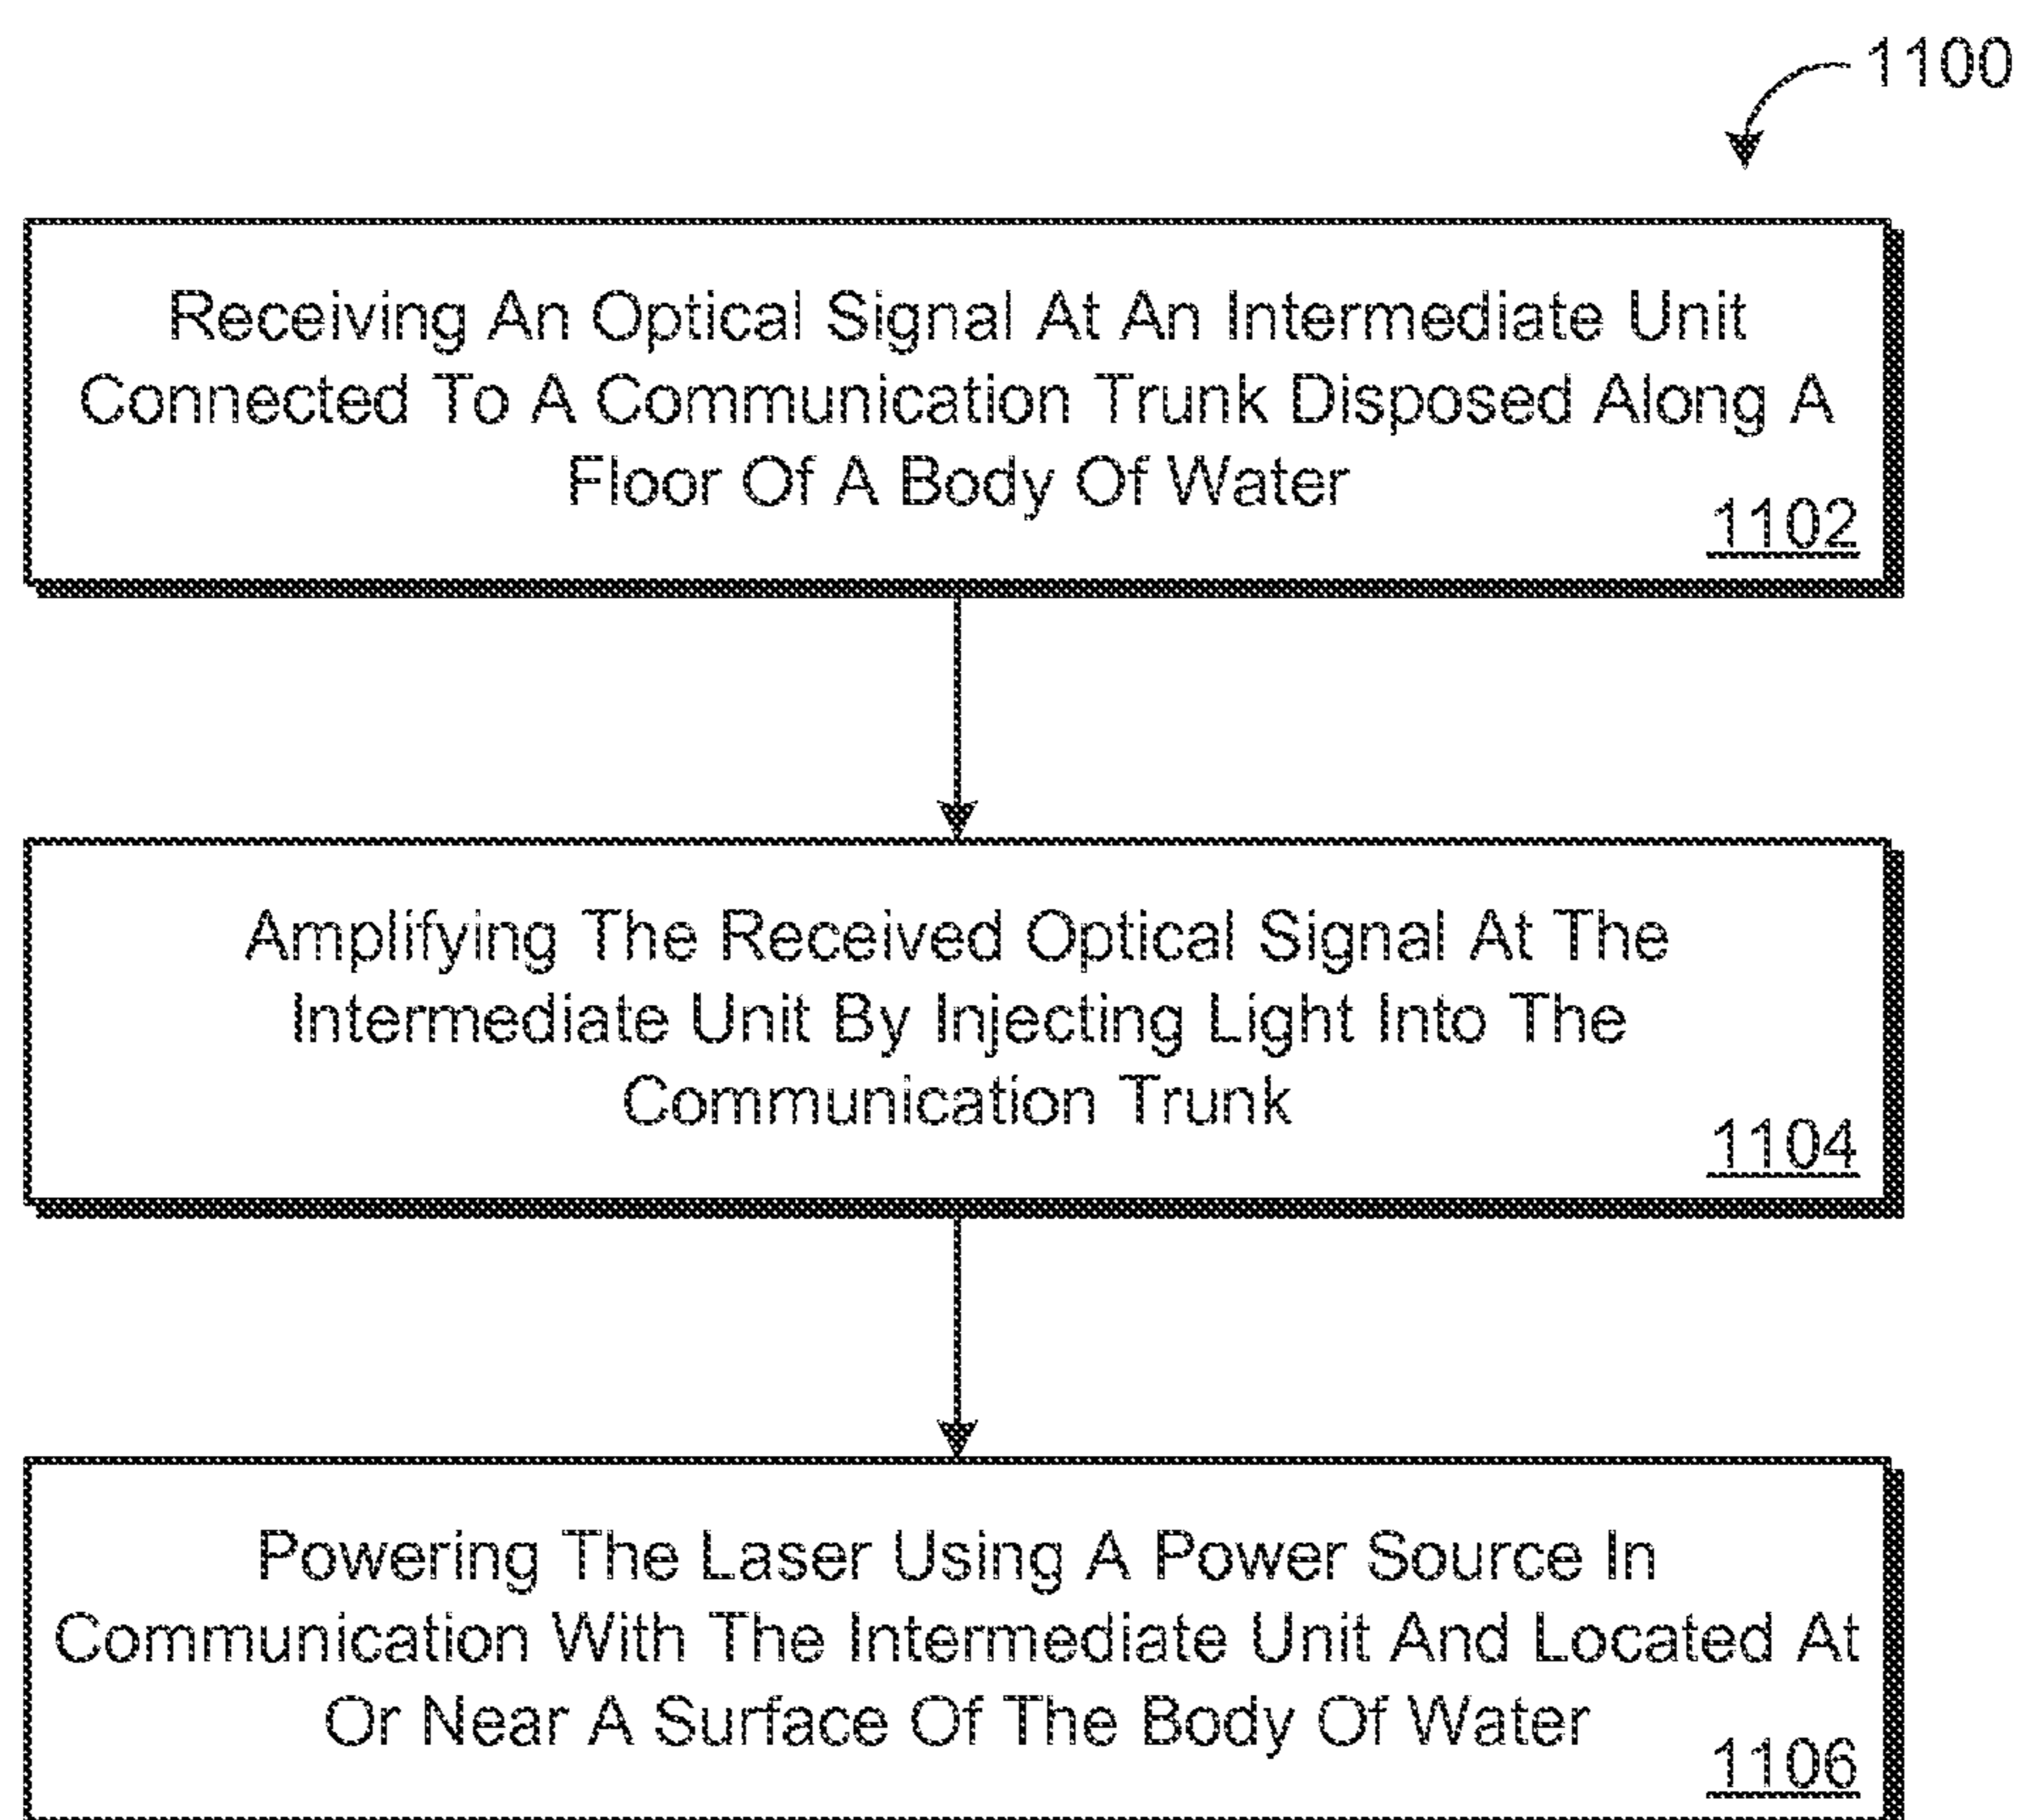 1100
Receiving An Optical Signal At An Intermediate Unit
Connected To A Communication Trunk Disposed Along A
Floor Of A Body Of Water
1102
Amplifying The Received Optical Signal At The
Intermediate Unit By Injecting Light Into The
Communication Trunk
1104
Powering The Laser Using A Power Source In
Communication With The Intermediate Unit And Located At
Or Near A Surface Of The Body Of Water
1106